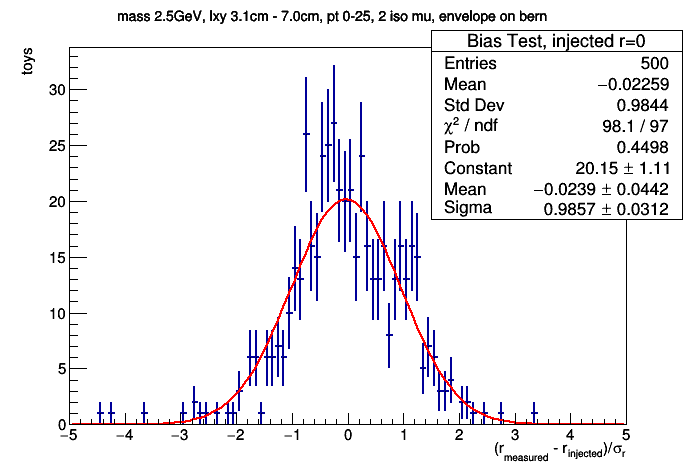 mass 2.5GeV, lxy 3.1cm - 7.0cm, pt 0-25, 2 iso mu, envelope on bern
Bias Test, injected r=0
Entries 500
Mean −0.02259
Std Dev 0.9844
χ² / ndf 98.1 / 97
Prob 0.4498
Constant 20.15 ± 1.11
Mean −0.0239 ± 0.0442
Sigma 0.9857 ± 0.0312
toys
30
25
20
15
10
5
0
−5 −4 −3 −2 −1 0 1 2 3 4 5
(r_measured - r_injected)/σ_r